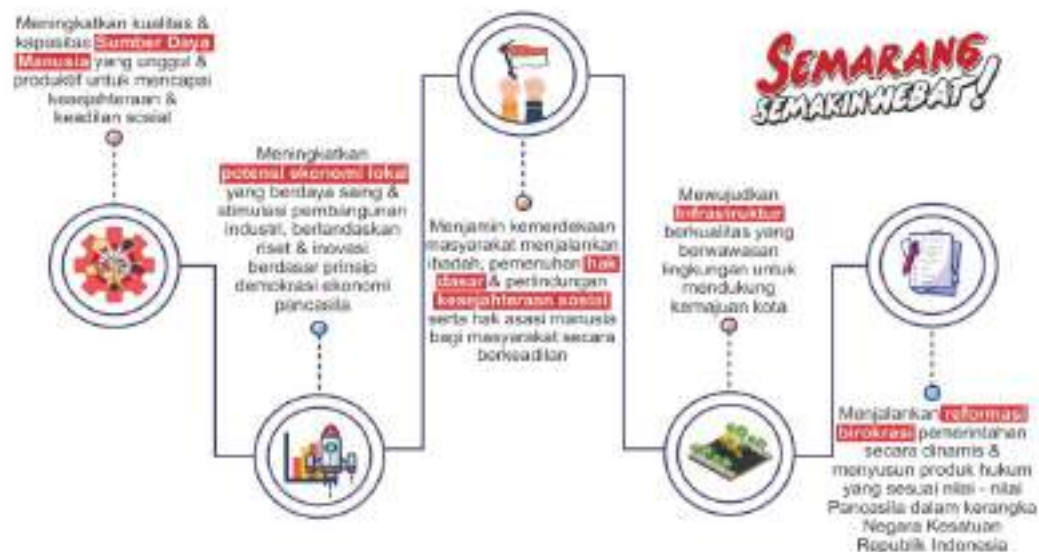 Meningkatkan kualitas &
kapasitas Sumber Daya
Manusia yang unggul &
produktif untuk mencapai
kesejahteraan &
keadilan sosial
Meningkatkan
potensi ekonomi lokal
yang berdaya saing &
stimulasi pembangunan
industri, berlandaskan
riset & inovasi
berdasar prinsip
demokrasi ekonomi
pancasila
Menjamin kemerdekaan
masyarakat menjalankan
ibadah, pemenuhan hak
dasar & perlindungan
kesejahteraan sosial
serta hak asasi manusia
bagi masyarakat secara
berkeadilan
SEMARANG
SEMAKIN HEBAT!
Mewujudkan
Infrastruktur
berkualitas yang
berwawasan
lingkungan untuk
mendukung
kemajuan kota
Menjalankan reformasi
birokrasi pemerintahan
secara dinamis &
menyusun produk hukum
yang sesuai nilai - nilai
Pancasila dalam kerangka
Negara Kesatuan
Republik Indonesia